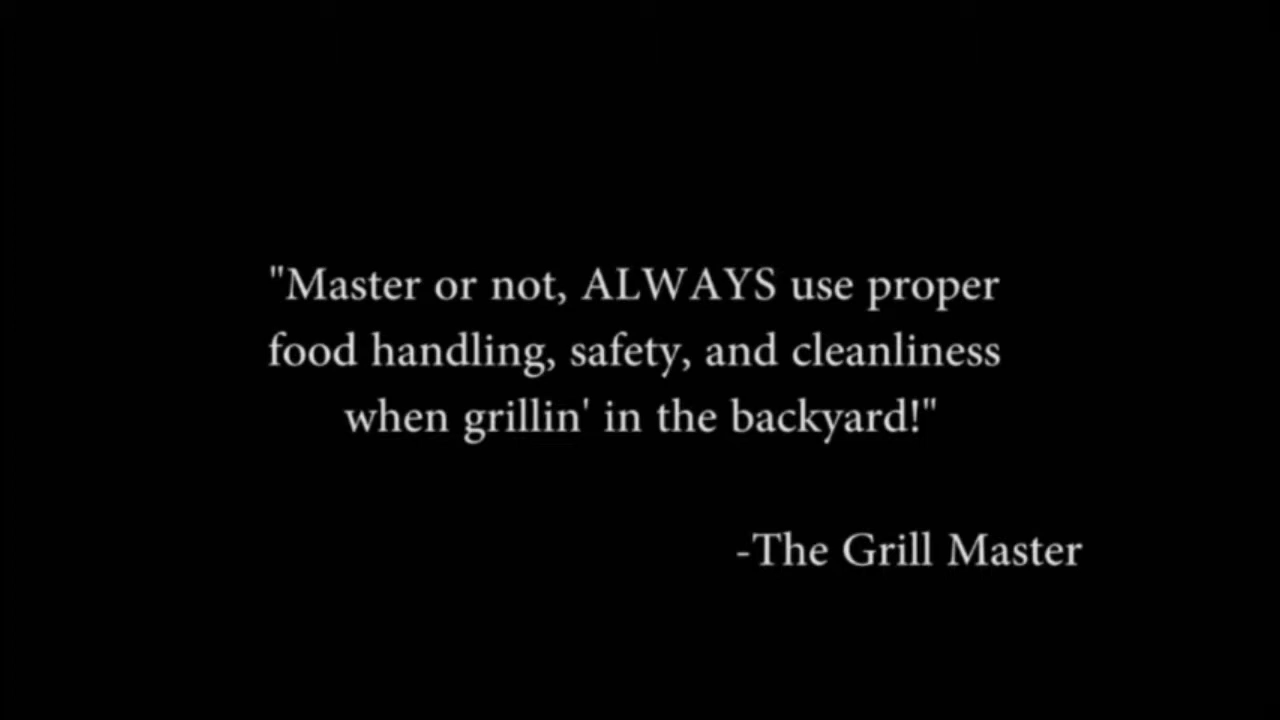 "Master or not, ALWAYS use proper
food handling, safety, and cleanliness
when grillin' in the backyard!"
-The Grill Master